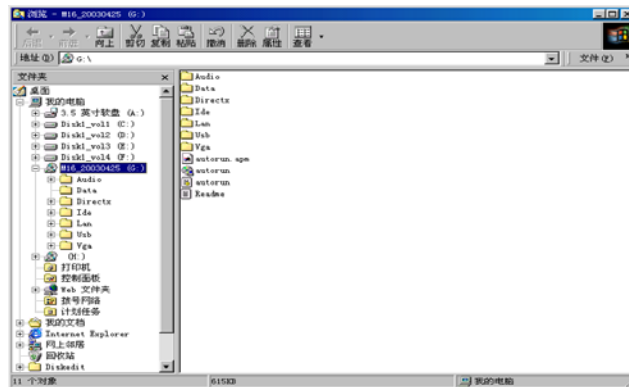 浏览 - M16_20030425 (G:)
后退 前进 向上 剪切 复制 粘贴 撤消 删除 属性 查看
地址(D) G:\ 文件(F) »
文件夹 ×
桌面
我的电脑
3.5 英寸软盘 (A:)
Disk1_vol1 (C:)
Disk1_vol2 (D:)
Disk1_vol3 (E:)
Disk1_vol4 (F:)
M16_20030425 (G:)
Audio
Data
Directx
Ide
Lan
Usb
Vga
(H:)
打印机
控制面板
Web 文件夹
拨号网络
计划任务
我的文档
Internet Explorer
网上邻居
回收站
Diskedit
Audio
Data
Directx
Ide
Lan
Usb
Vga
autorun.apm
autorun
autorun
Readme
11 个对象 615KB 我的电脑